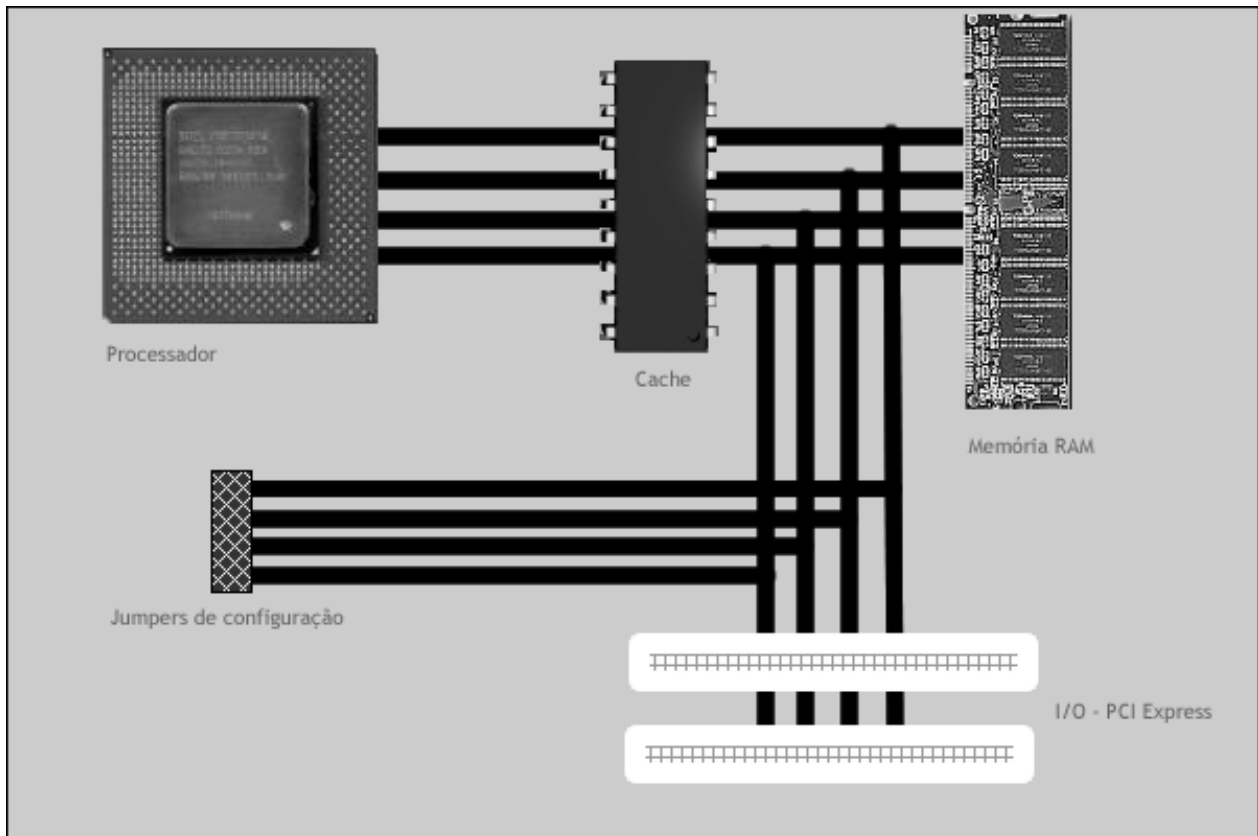 Processador
Cache
Memória RAM
Jumpers de configuração
I/O - PCI Express